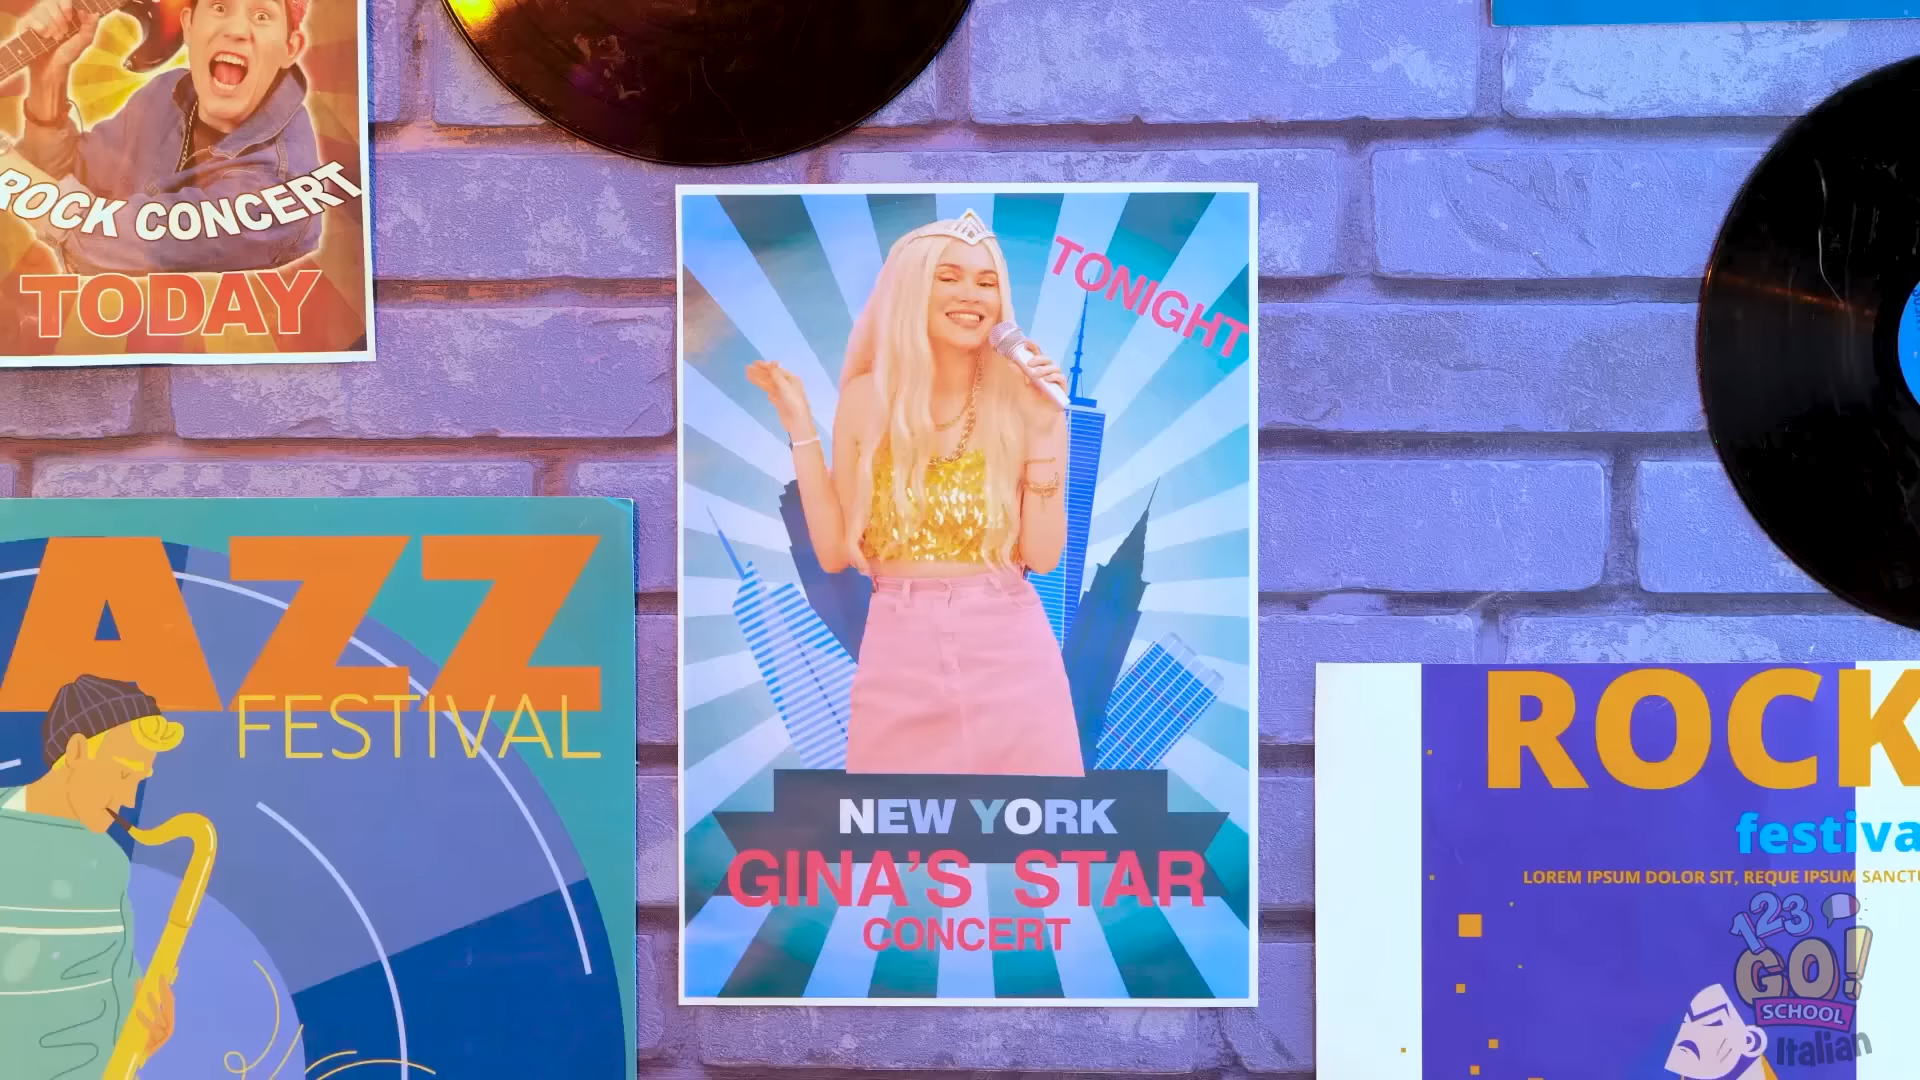 ROCK CONCERT
TODAY
TONIGHT
NEW YORK
GINA'S STAR
CONCERT
AZZ
FESTIVAL
ROCK
festiva
LOREM IPSUM DOLOR SIT, REQUE IPSUM SANCTU
123
GO!
SCHOOL
Italian